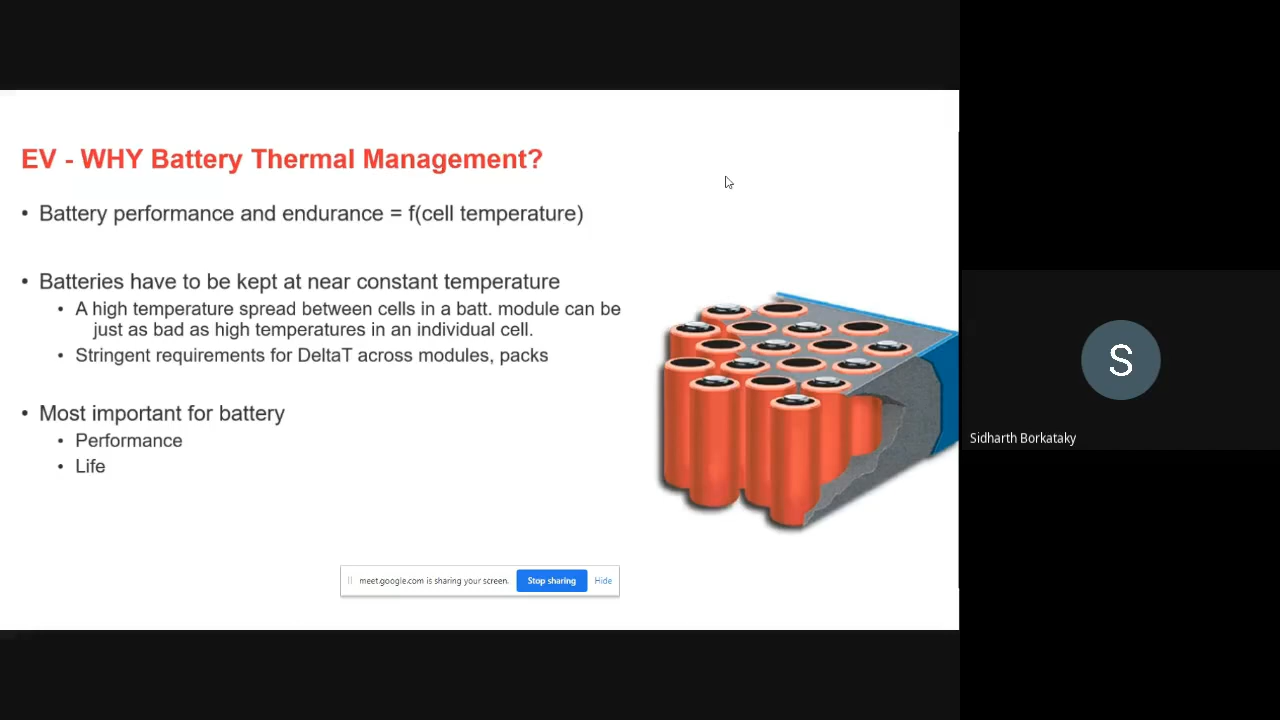 EV - WHY Battery Thermal Management?
• Battery performance and endurance = f(cell temperature)
• Batteries have to be kept at near constant temperature
• A high temperature spread between cells in a batt. module can be
just as bad as high temperatures in an individual cell.
• Stringent requirements for DeltaT across modules, packs
• Most important for battery
• Performance
• Life
meet.google.com is sharing your screen. Stop sharing Hide
S
Sidharth Borkataky